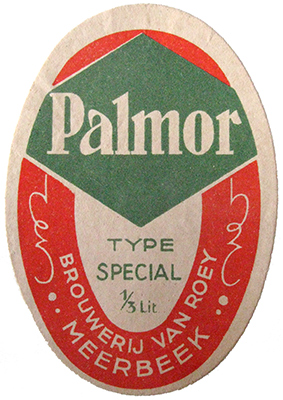 Palmor
TYPE
SPECIAL
1/3 Lit
BROUWERIJ VAN ROEY
MEERBEEK